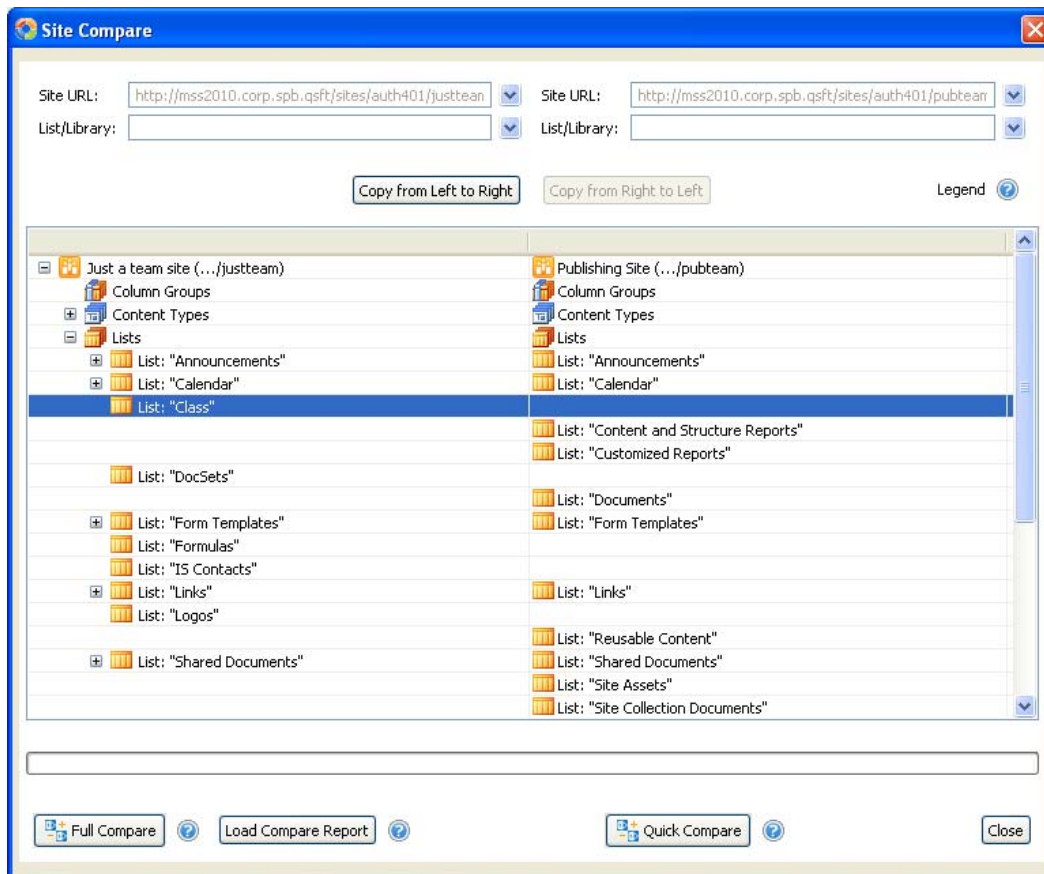 Site Compare
Site URL: http://mss2010.corp.spb.qsft/sites/auth401/justtean Site URL: http://mss2010.corp.spb.qsft/sites/auth401/pubtean
List/Library: List/Library:
Copy from Left to Right Copy from Right to Left Legend
Just a team site (.../justteam) Publishing Site (.../pubteam)
Column Groups Column Groups
Content Types Content Types
Lists Lists
List: "Announcements" List: "Announcements"
List: "Calendar" List: "Calendar"
List: "Class"
List: "Content and Structure Reports"
List: "Customized Reports"
List: "DocSets"
List: "Documents"
List: "Form Templates" List: "Form Templates"
List: "Formulas"
List: "IS Contacts"
List: "Links" List: "Links"
List: "Logos"
List: "Reusable Content"
List: "Shared Documents" List: "Shared Documents"
List: "Site Assets"
List: "Site Collection Documents"
Full Compare Load Compare Report Quick Compare Close